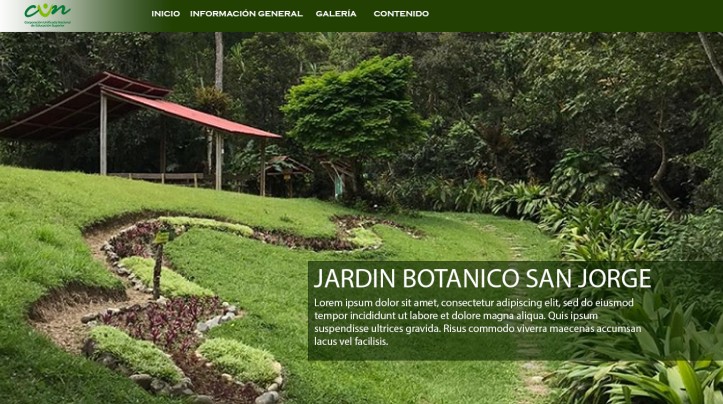 cun
Corporación Unificada Nacional
de Educación Superior
INICIO INFORMACIÓN GENERAL GALERÍA CONTENIDO
JARDIN BOTANICO SAN JORGE
Lorem ipsum dolor sit amet, consectetur adipiscing elit, sed do eiusmod
tempor incididunt ut labore et dolore magna aliqua. Quis ipsum
suspendisse ultrices gravida. Risus commodo viverra maecenas accumsan
lacus vel facilisis.